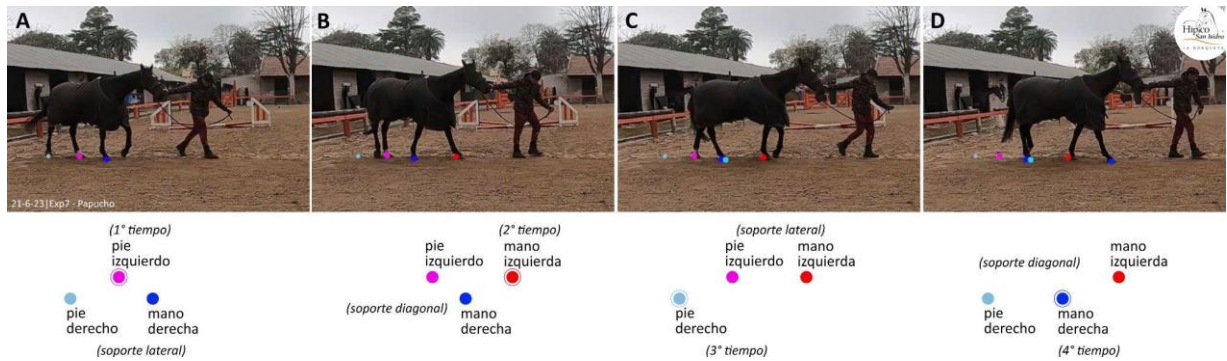 A
B
C
D
Hípico
San Isidro
LA BOSQUETA
21-6-23|Exp7 - Papucho
(1° tiempo)
pie
izquierdo
pie
derecho
mano
derecha
(soporte lateral)
(2° tiempo)
pie
izquierdo
mano
izquierda
(soporte diagonal)
mano
derecha
(soporte lateral)
pie
izquierdo
mano
izquierda
pie
derecho
(3° tiempo)
mano
izquierda
(soporte diagonal)
pie
derecho
mano
derecha
(4° tiempo)